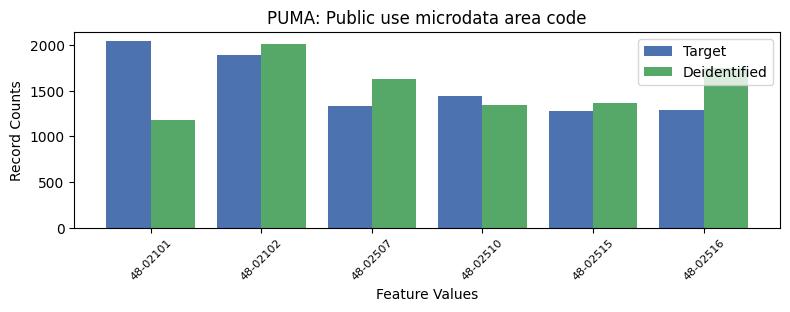 PUMA: Public use microdata area code
Target
Deidentified
Record Counts
2000
1500
1000
500
0
48-02101
48-02102
48-02507
48-02510
48-02515
48-02516
Feature Values